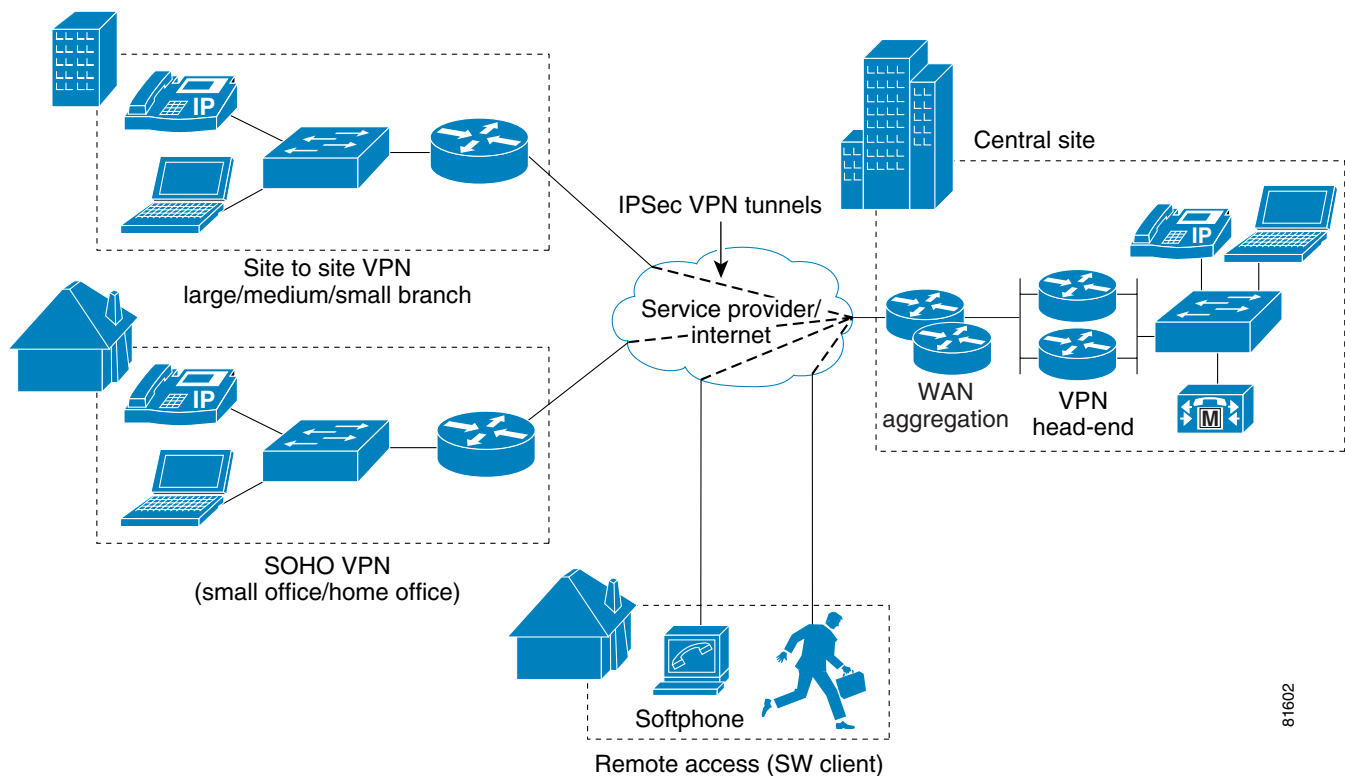 IP
Site to site VPN
large/medium/small branch
IP
SOHO VPN
(small office/home office)
IPSec VPN tunnels
Service provider/
internet
Central site
IP
WAN
aggregation
VPN
head-end
M
Softphone
Remote access (SW client)
81602